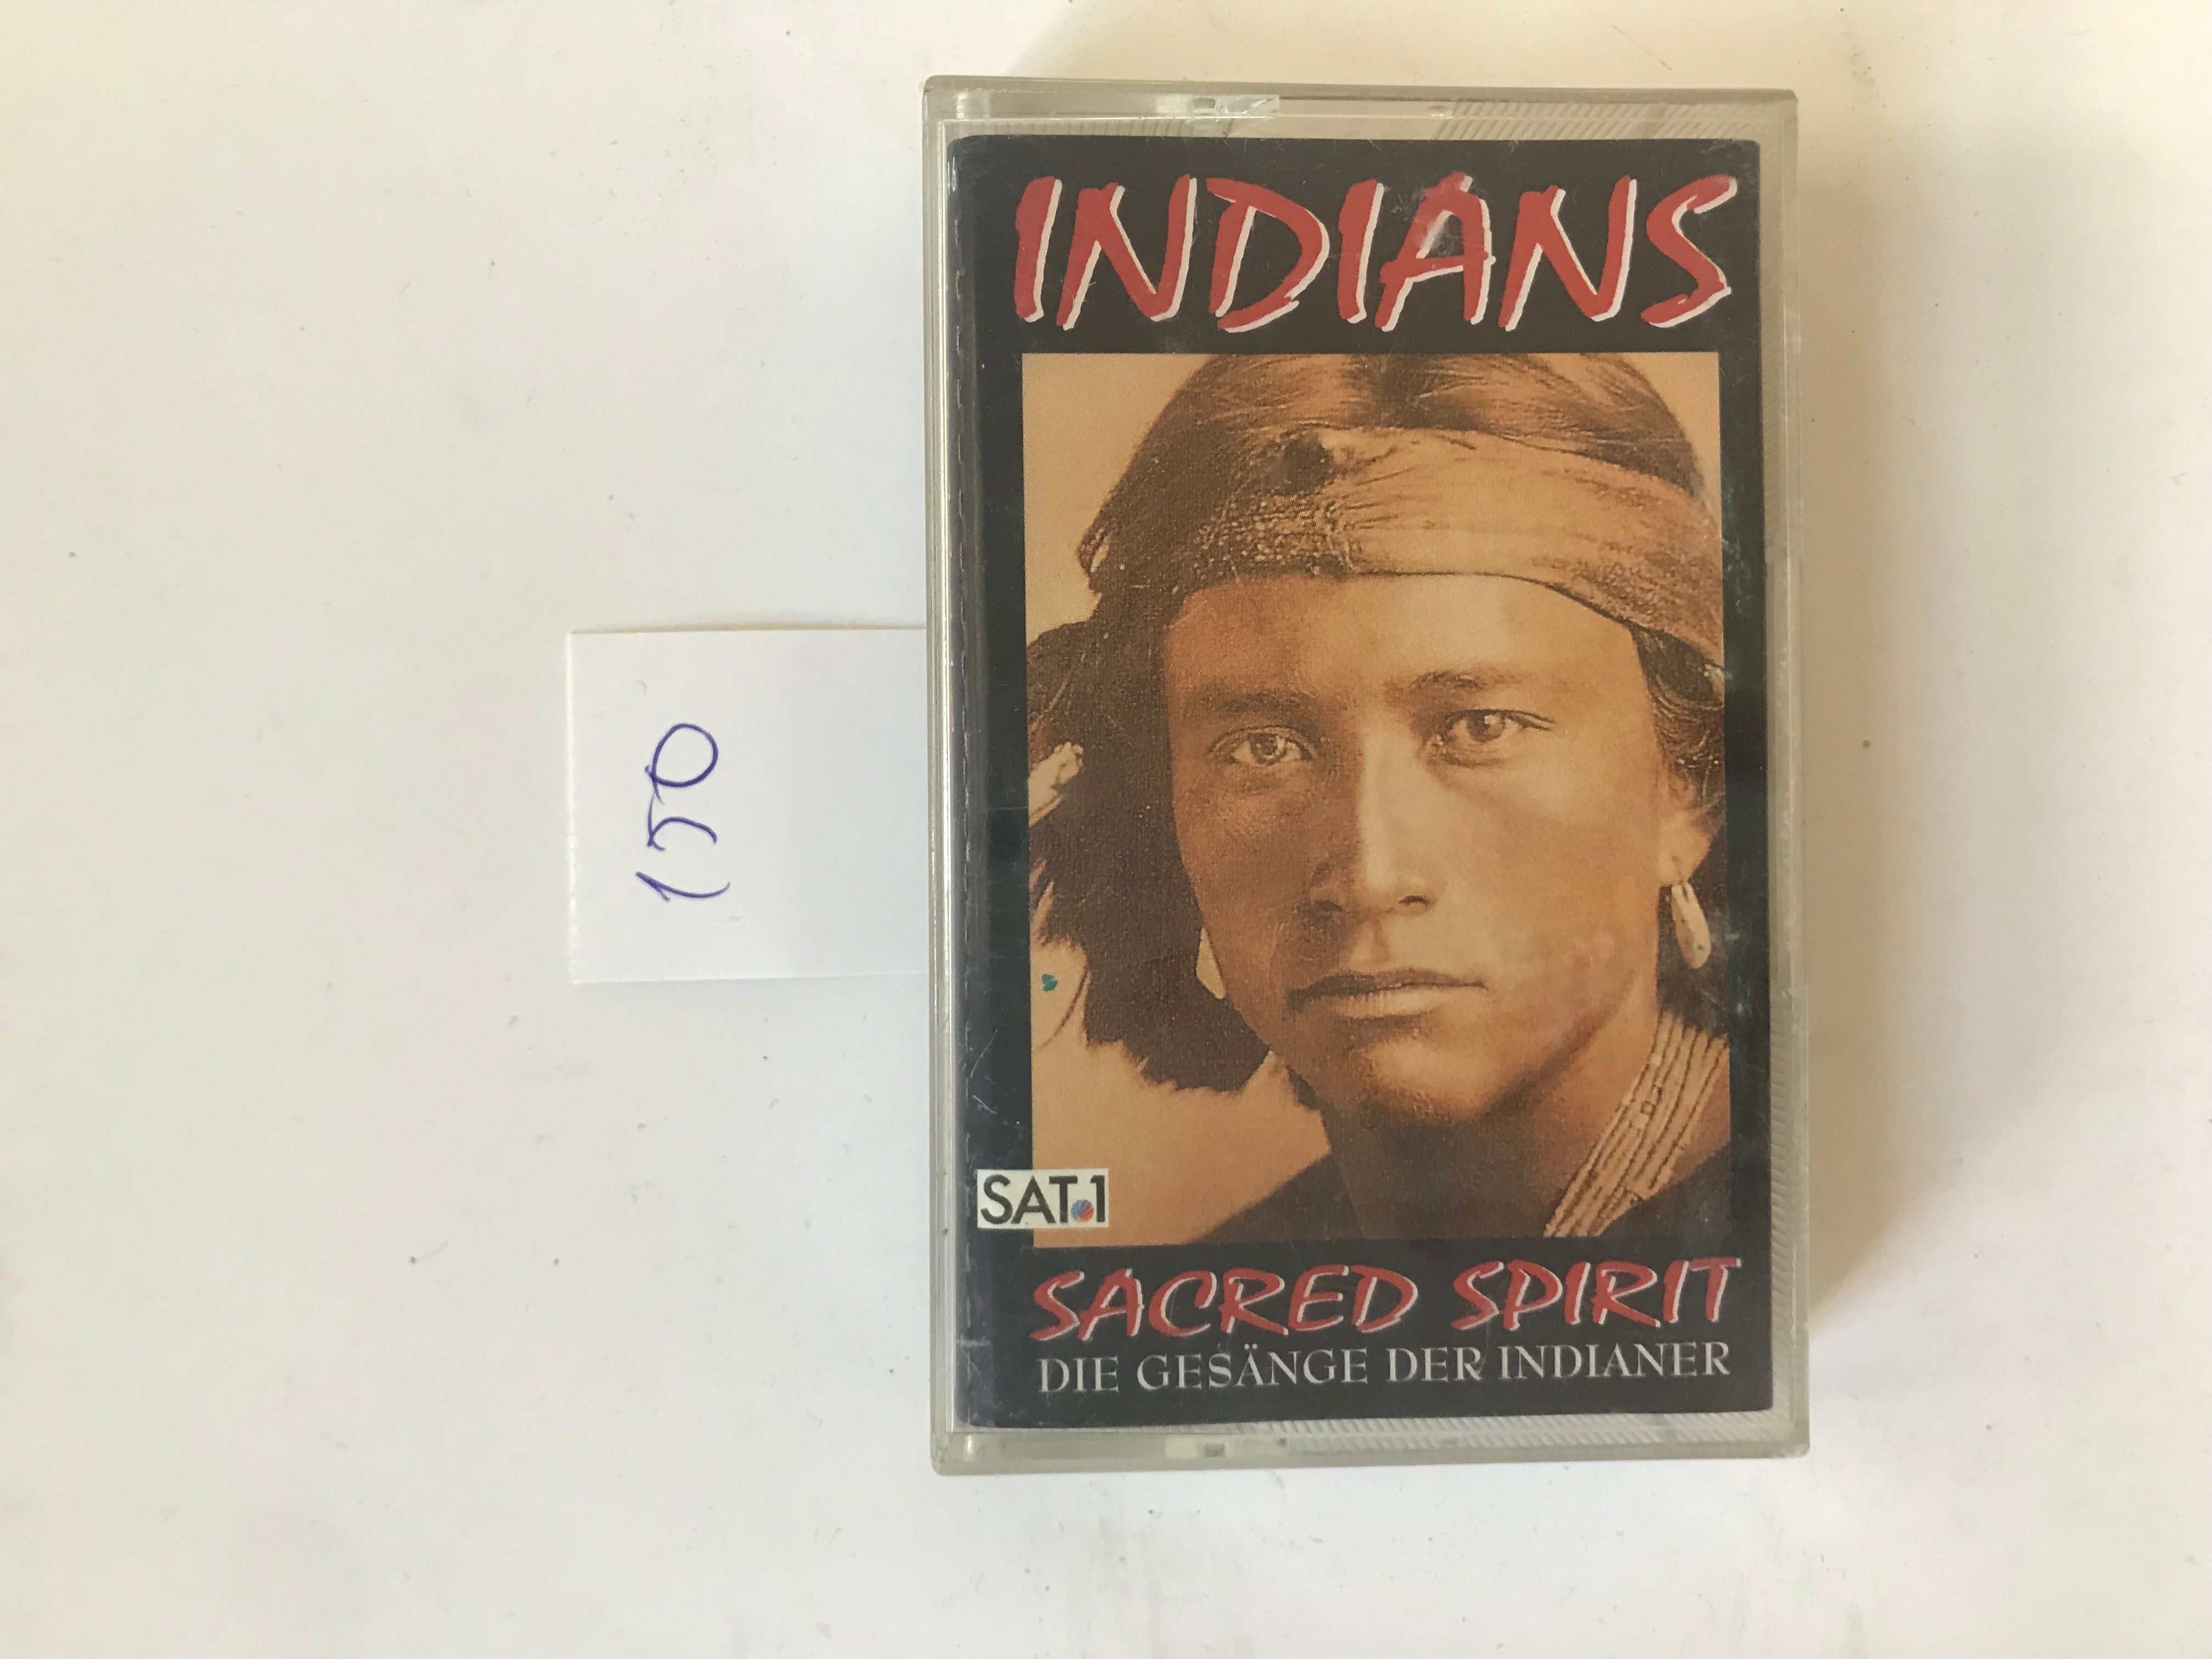 150
INDIANS
SAT.1
SACRED SPIRIT
DIE GESÄNGE DER INDIANER